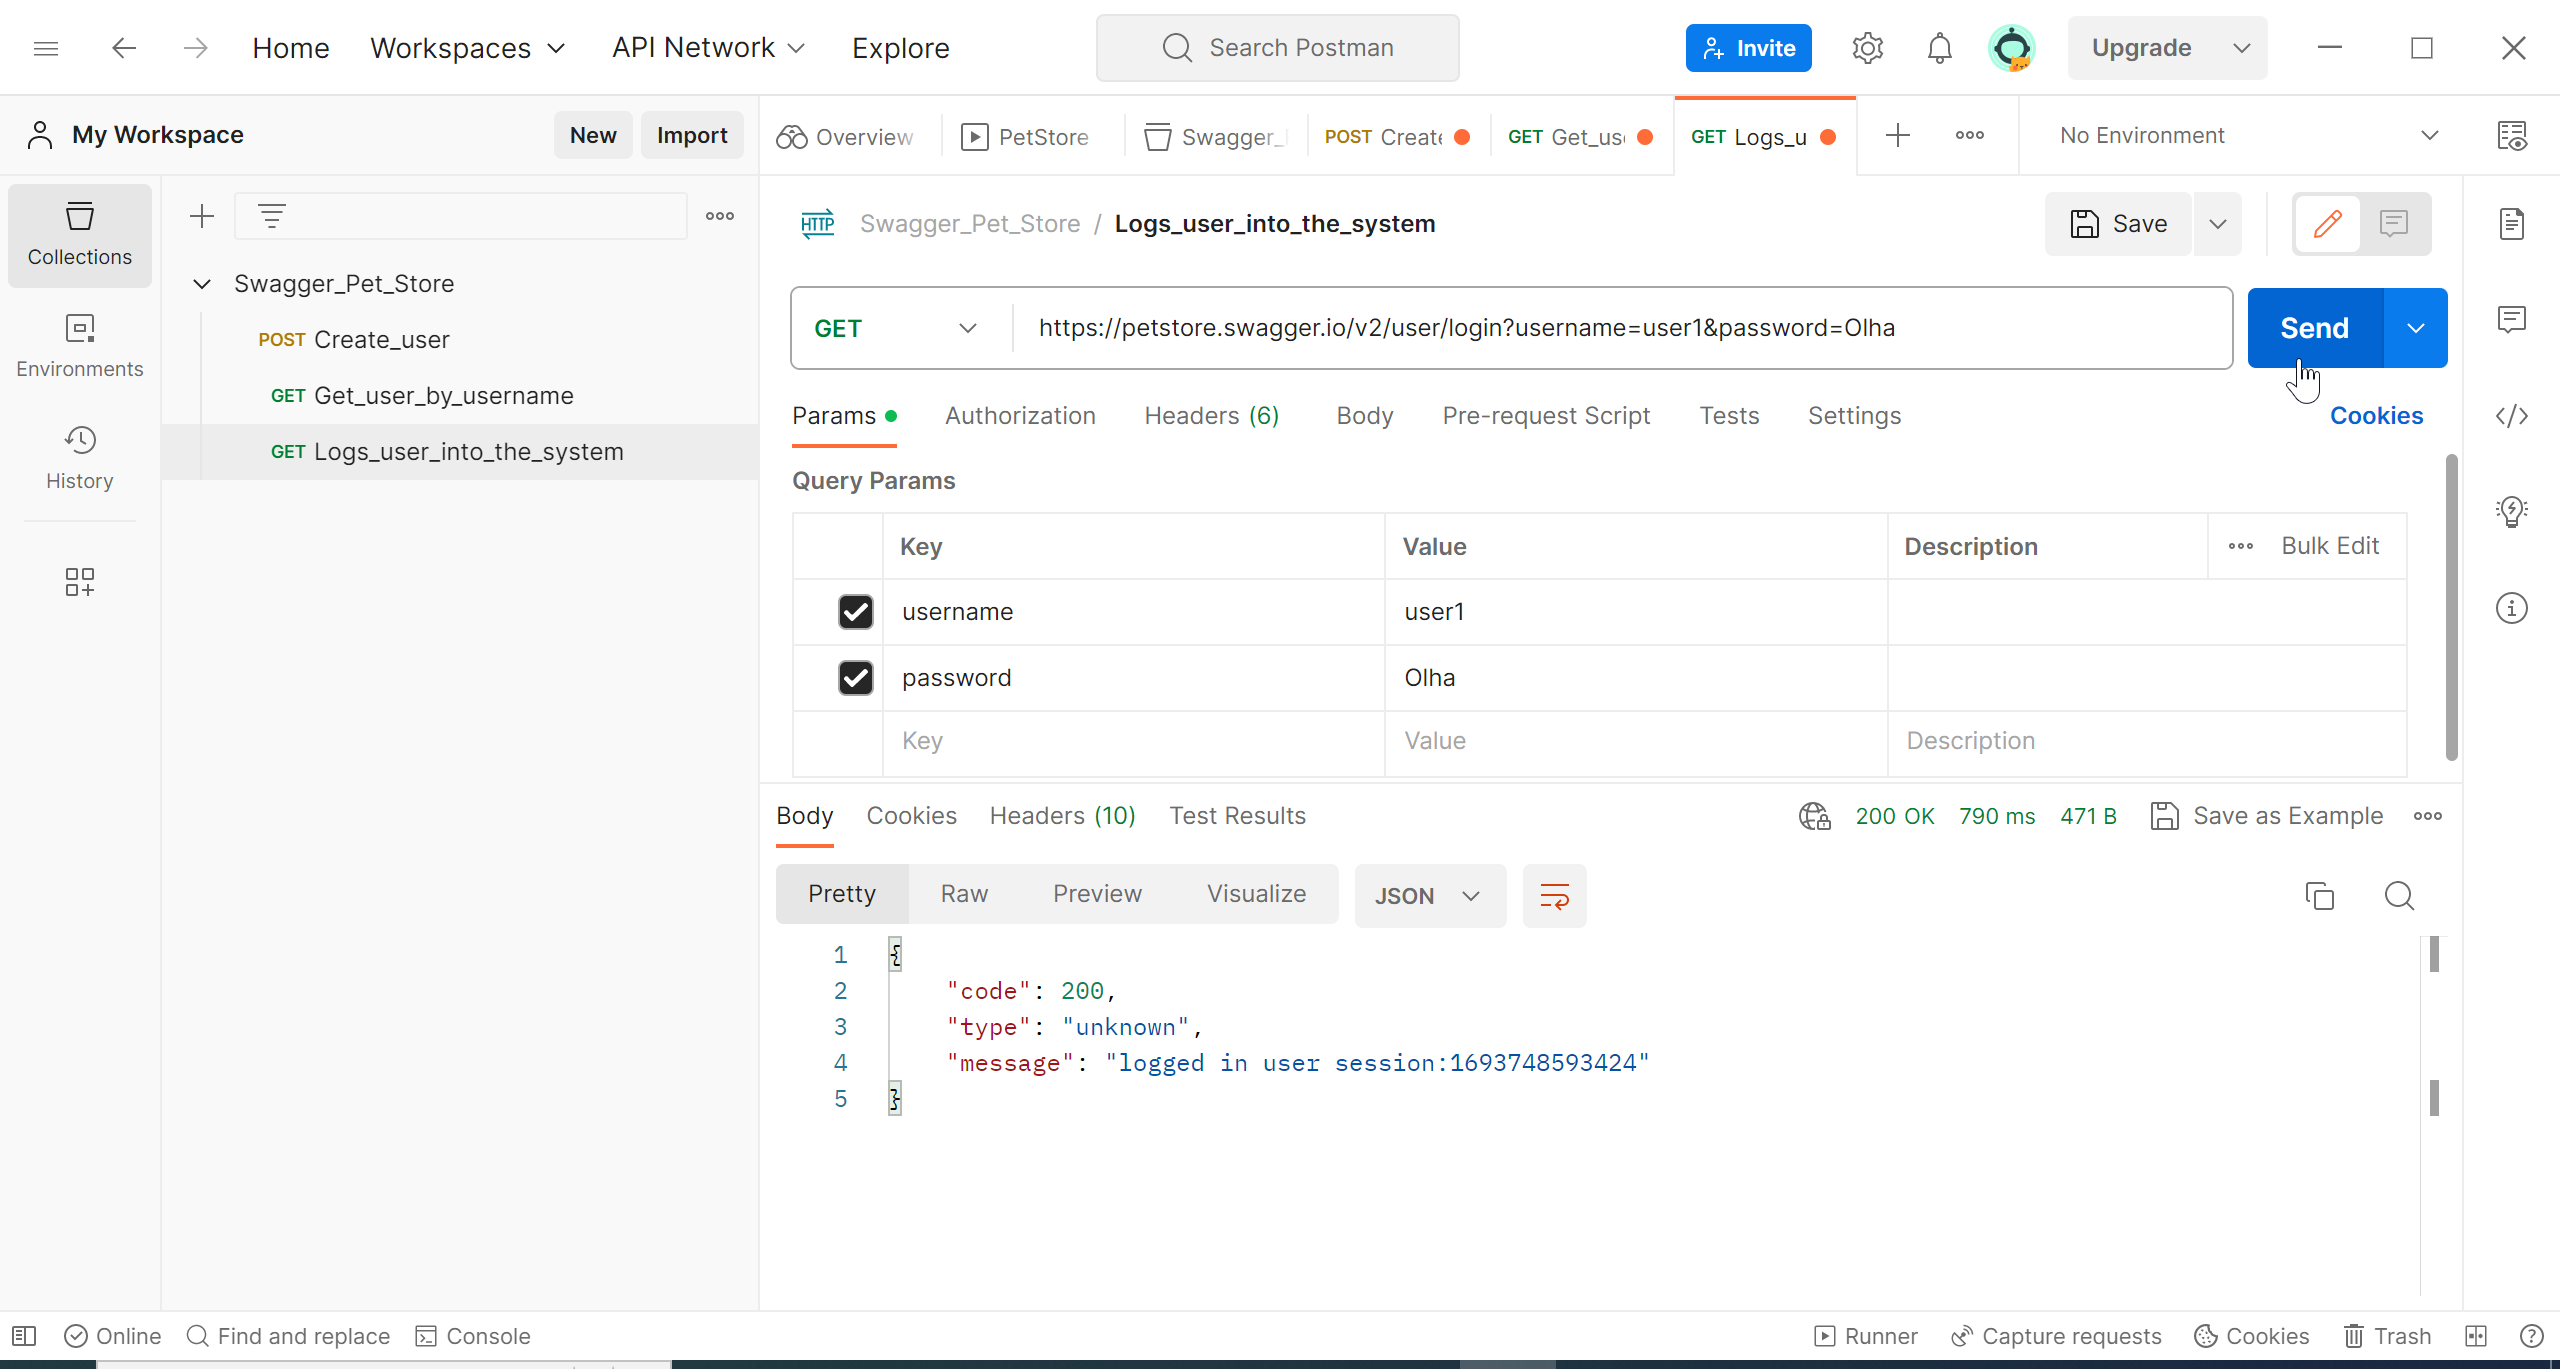 Home Workspaces API Network Explore Search Postman Invite Upgrade
My Workspace New Import Overview PetStore Swagger_ POST Create GET Get_us GET Logs_u No Environment
Collections
Swagger_Pet_Store / Logs_user_into_the_system Save
Swagger_Pet_Store
POST Create_user
GET https://petstore.swagger.io/v2/user/login?username=user1&password=Olha Send
Environments
GET Get_user_by_username
Params Authorization Headers (6) Body Pre-request Script Tests Settings Cookies
GET Logs_user_into_the_system
History
Query Params
Key Value Description Bulk Edit
username user1
password Olha
Key Value Description
Body Cookies Headers (10) Test Results 200 OK 790 ms 471 B Save as Example
Pretty Raw Preview Visualize JSON
1 {
2 "code": 200,
3 "type": "unknown",
4 "message": "logged in user session:1693748593424"
5 }
Online Find and replace Console Runner Capture requests Cookies Trash